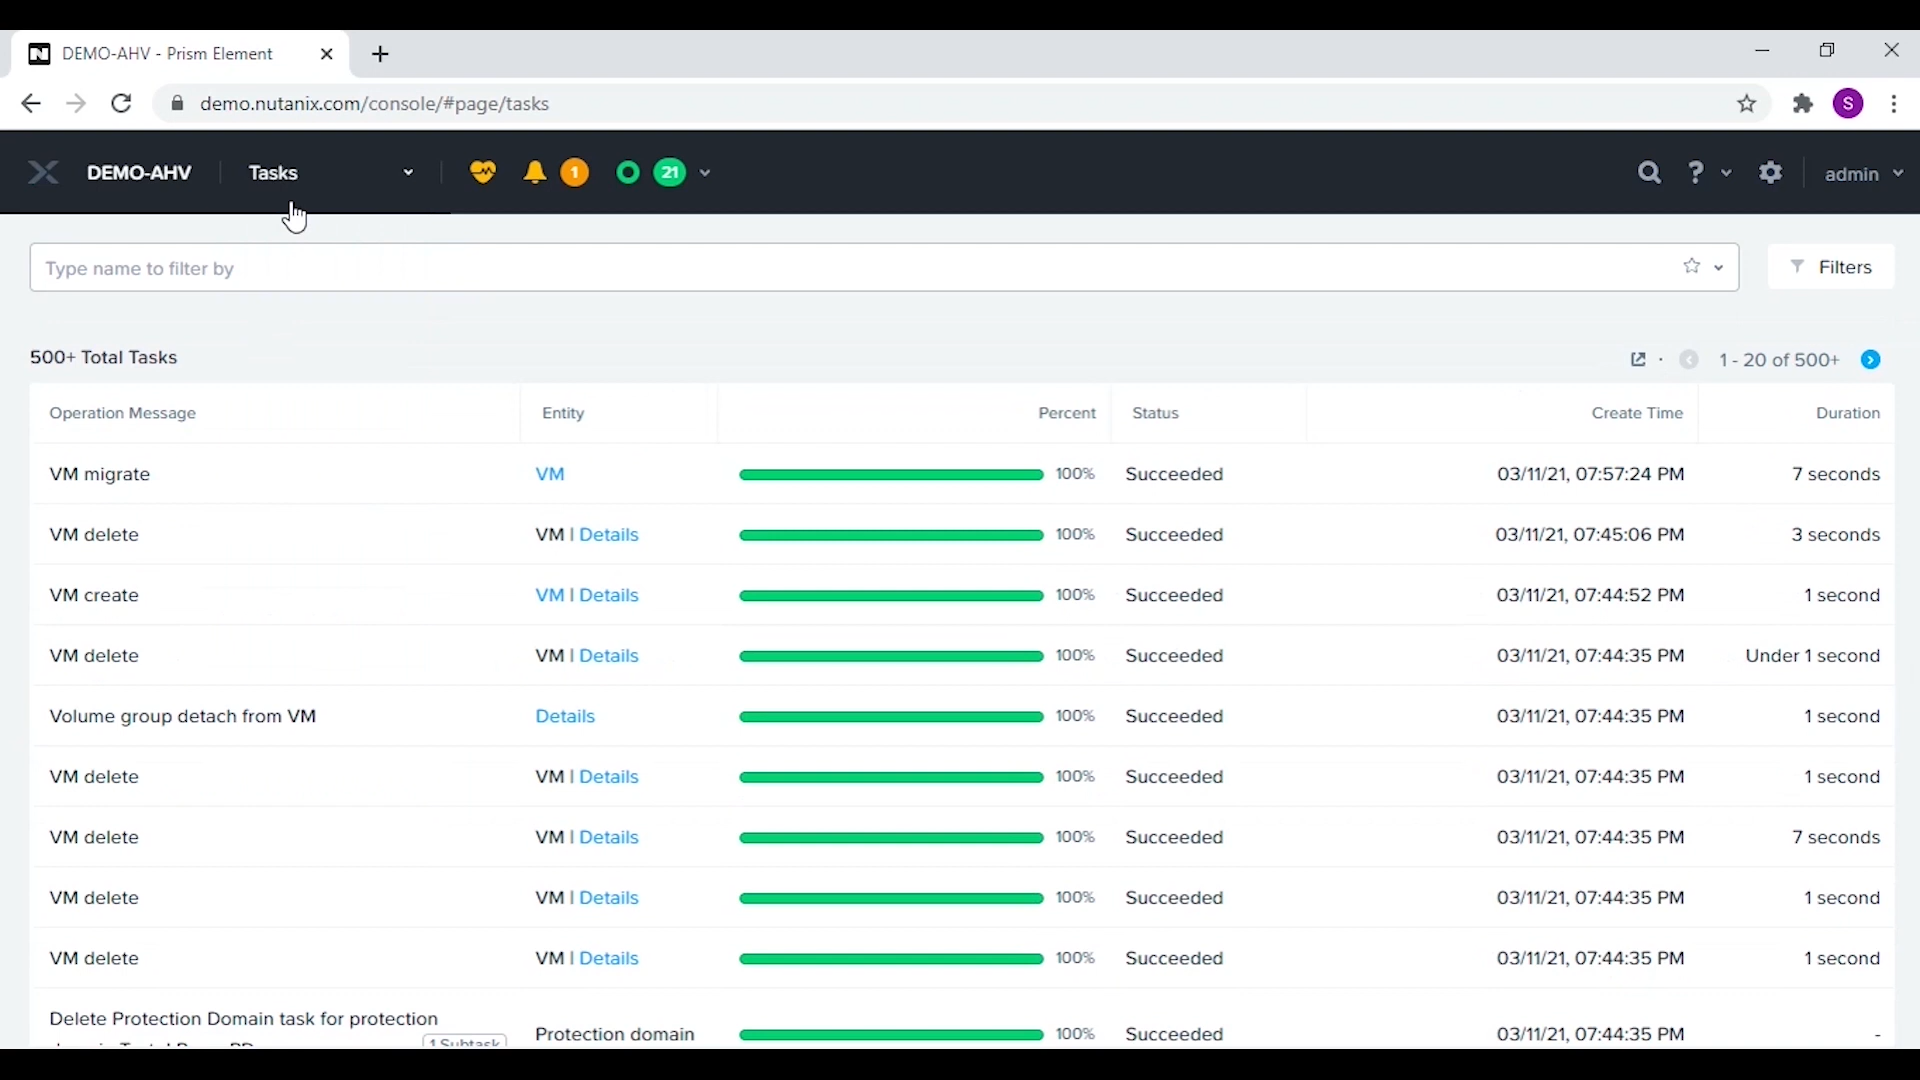 DEMO-AHV - Prism Element
demo.nutanix.com/console/#page/tasks
S
DEMO-AHV Tasks 1 21 ? admin
Type name to filter by Filters
500+ Total Tasks 1 - 20 of 500+
Operation Message Entity Percent Status Create Time Duration
VM migrate VM 100% Succeeded 03/11/21, 07:57:24 PM 7 seconds
VM delete VM | Details 100% Succeeded 03/11/21, 07:45:06 PM 3 seconds
VM create VM | Details 100% Succeeded 03/11/21, 07:44:52 PM 1 second
VM delete VM | Details 100% Succeeded 03/11/21, 07:44:35 PM Under 1 second
Volume group detach from VM Details 100% Succeeded 03/11/21, 07:44:35 PM 1 second
VM delete VM | Details 100% Succeeded 03/11/21, 07:44:35 PM 1 second
VM delete VM | Details 100% Succeeded 03/11/21, 07:44:35 PM 7 seconds
VM delete VM | Details 100% Succeeded 03/11/21, 07:44:35 PM 1 second
VM delete VM | Details 100% Succeeded 03/11/21, 07:44:35 PM 1 second
Delete Protection Domain task for protection Protection domain 100% Succeeded 03/11/21, 07:44:35 PM -
1 Subtask